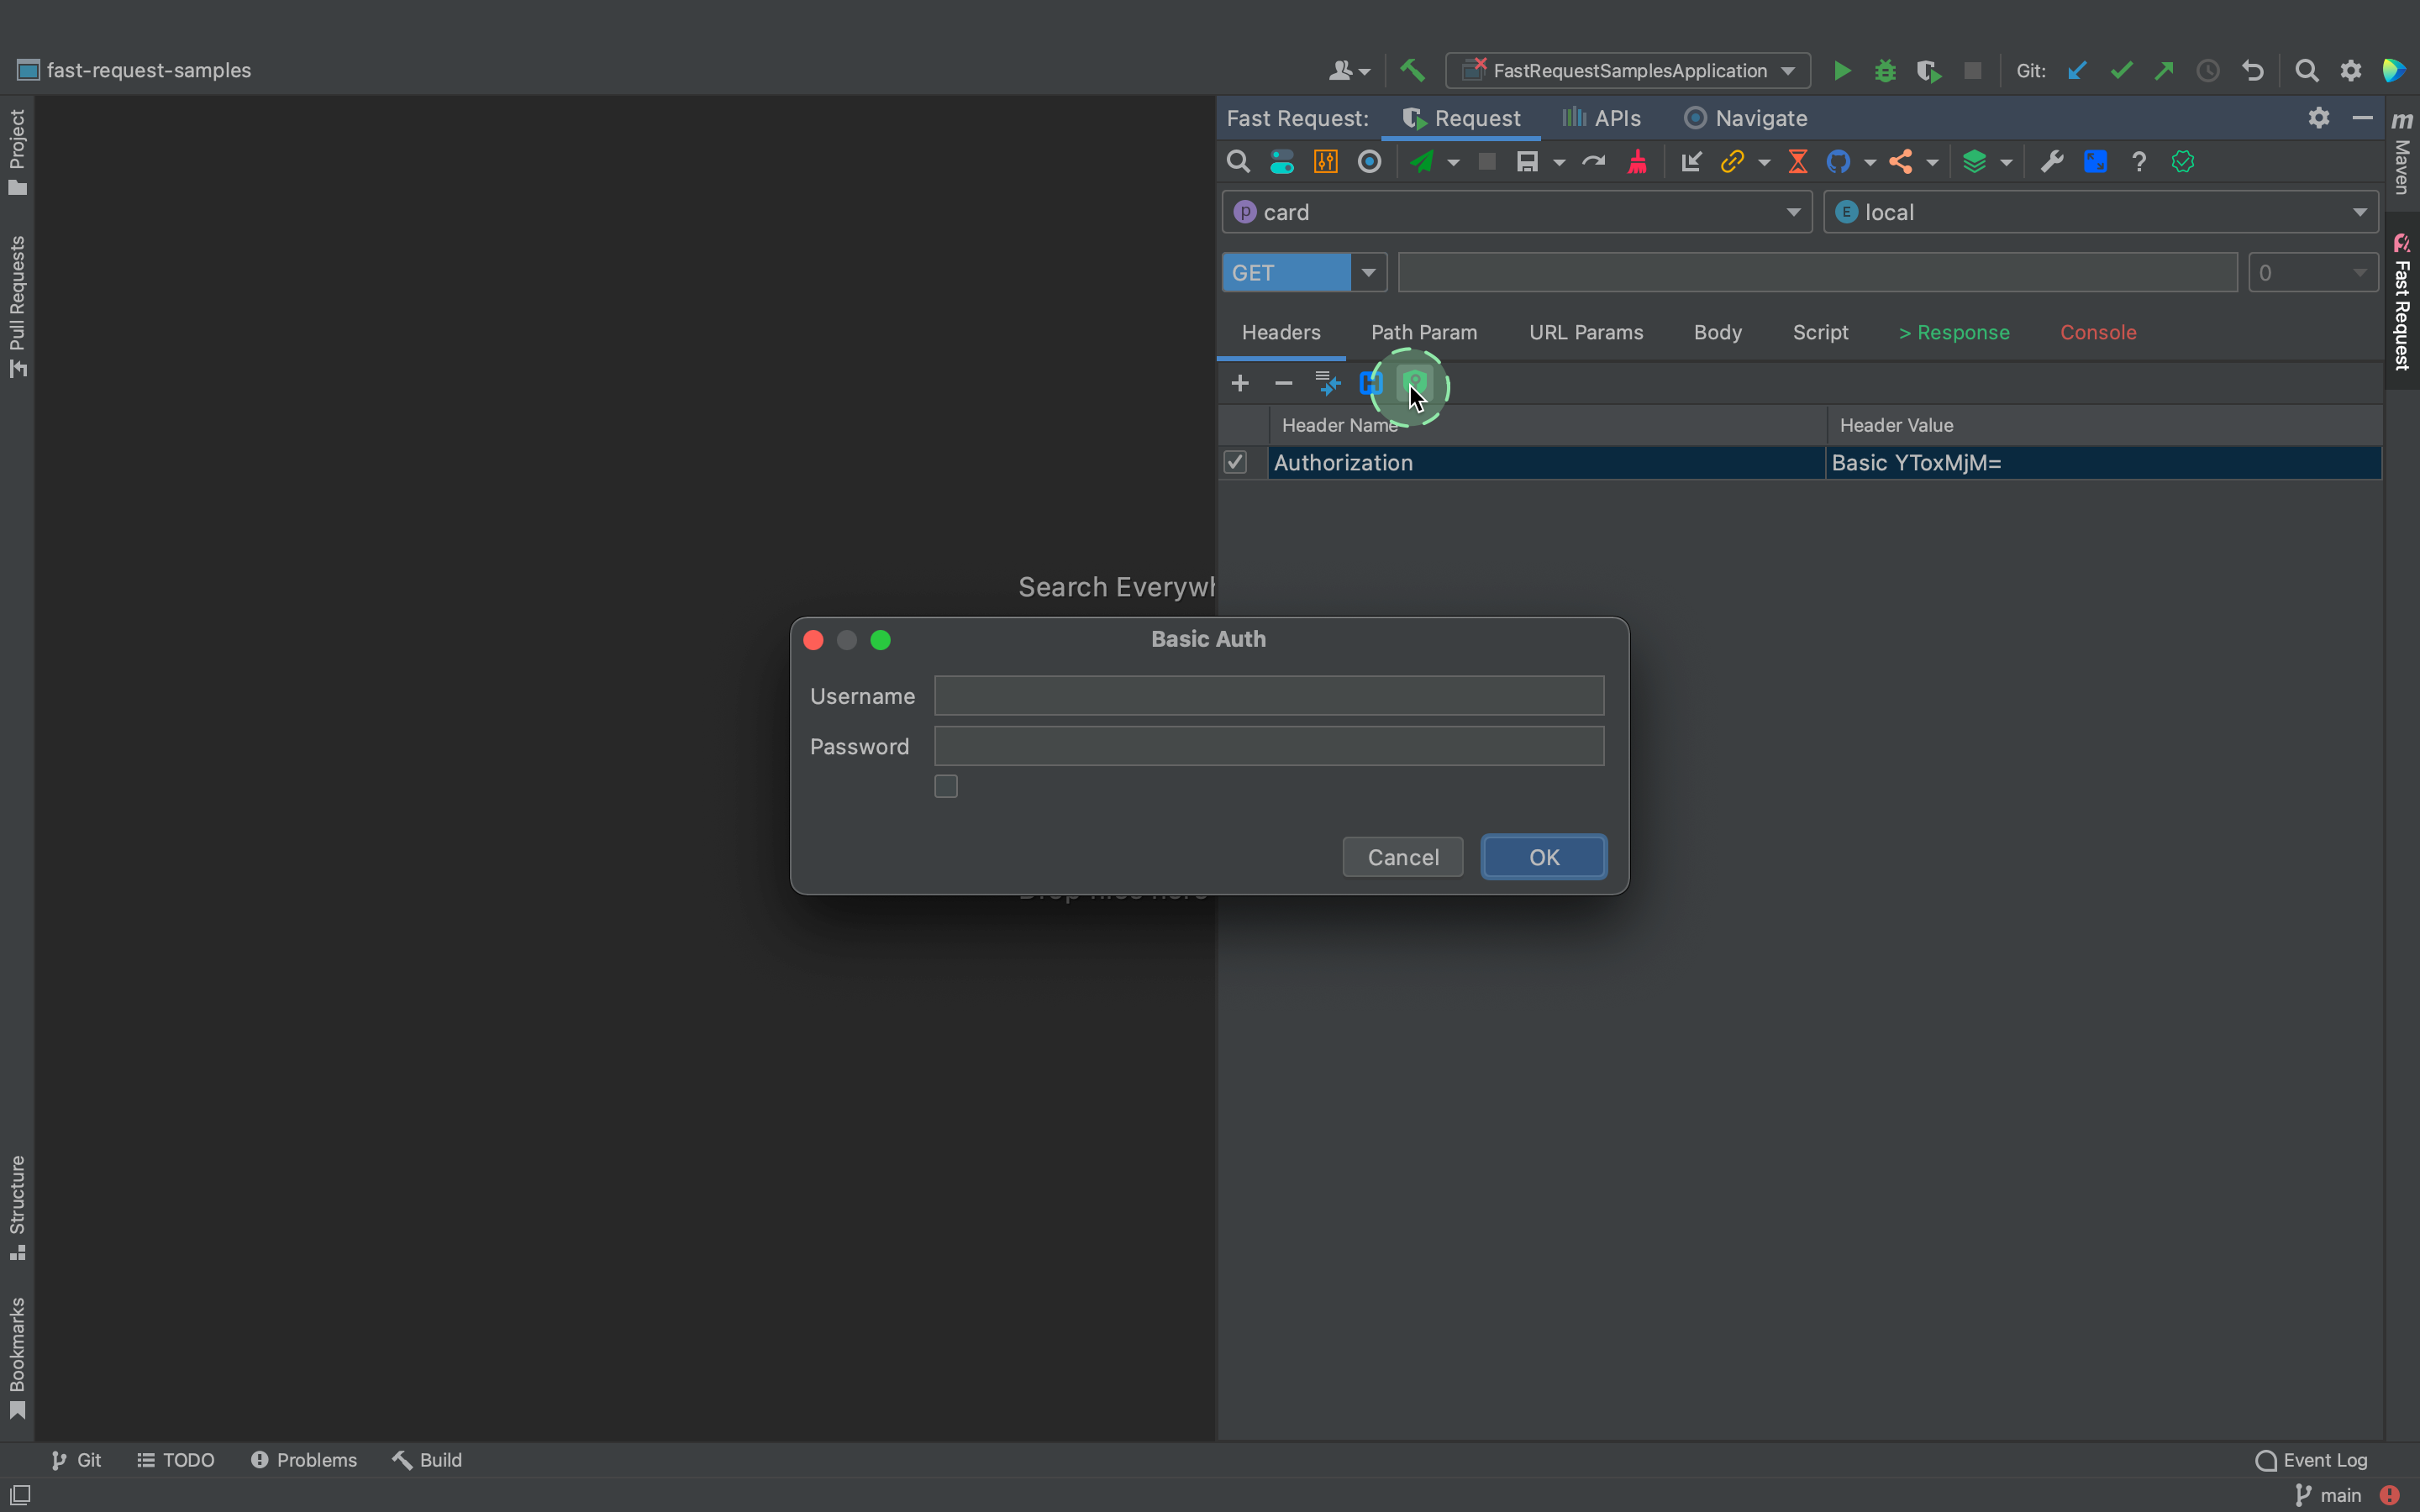 fast-request-samples
FastRequestSamplesApplication
Git:
Project
Pull Requests
Structure
Bookmarks
Fast Request:
Request
APIs
Navigate
m
Maven
Fast Request
P card
E local
GET
0
Headers
Path Param
URL Params
Body
Script
> Response
Console
Header Name
Header Value
Authorization
Basic YToxMjM=
Search Everywh
Basic Auth
Username
Password
Cancel
OK
Git
TODO
Problems
Build
Event Log
main